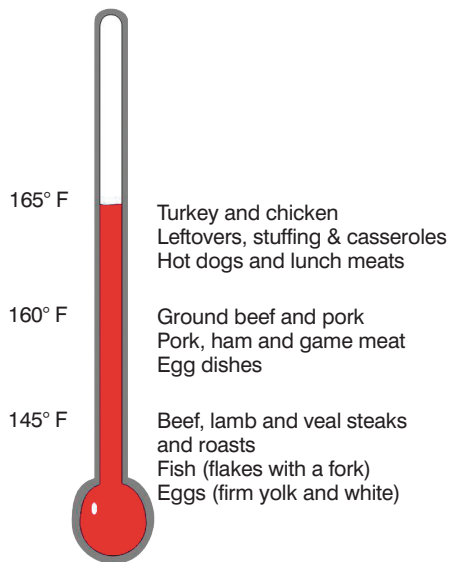 165° F
Turkey and chicken
Leftovers, stuffing & casseroles
Hot dogs and lunch meats
160° F
Ground beef and pork
Pork, ham and game meat
Egg dishes
145° F
Beef, lamb and veal steaks
and roasts
Fish (flakes with a fork)
Eggs (firm yolk and white)